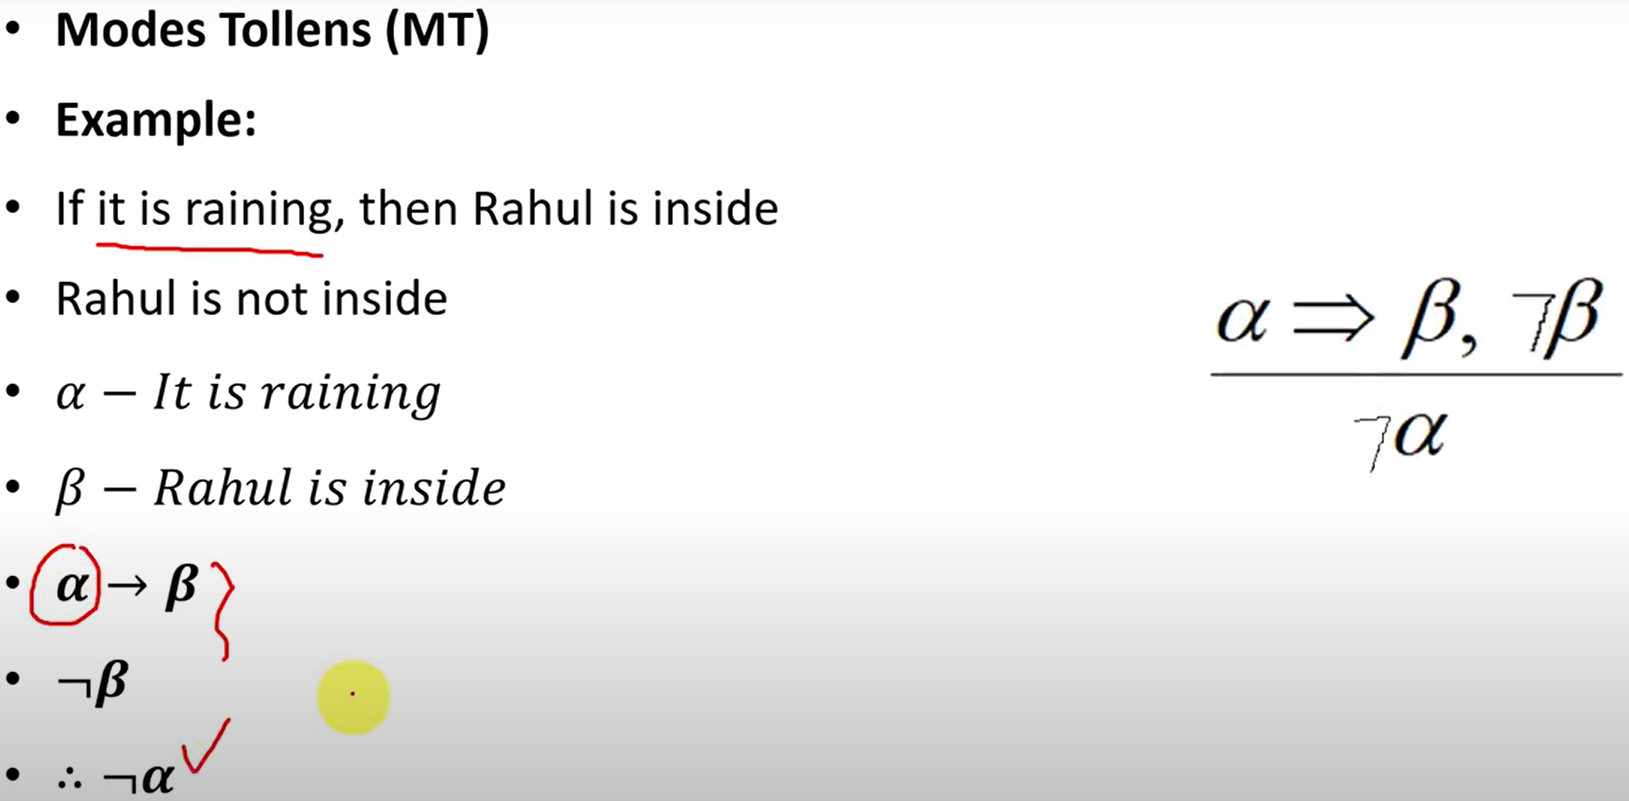 • Modes Tollens (MT)
• Example:
• If it is raining, then Rahul is inside
• Rahul is not inside
• α – It is raining
• β – Rahul is inside
• α → β
• ¬β
• ∴ ¬α
α ⇒ β, ¬β
¬α